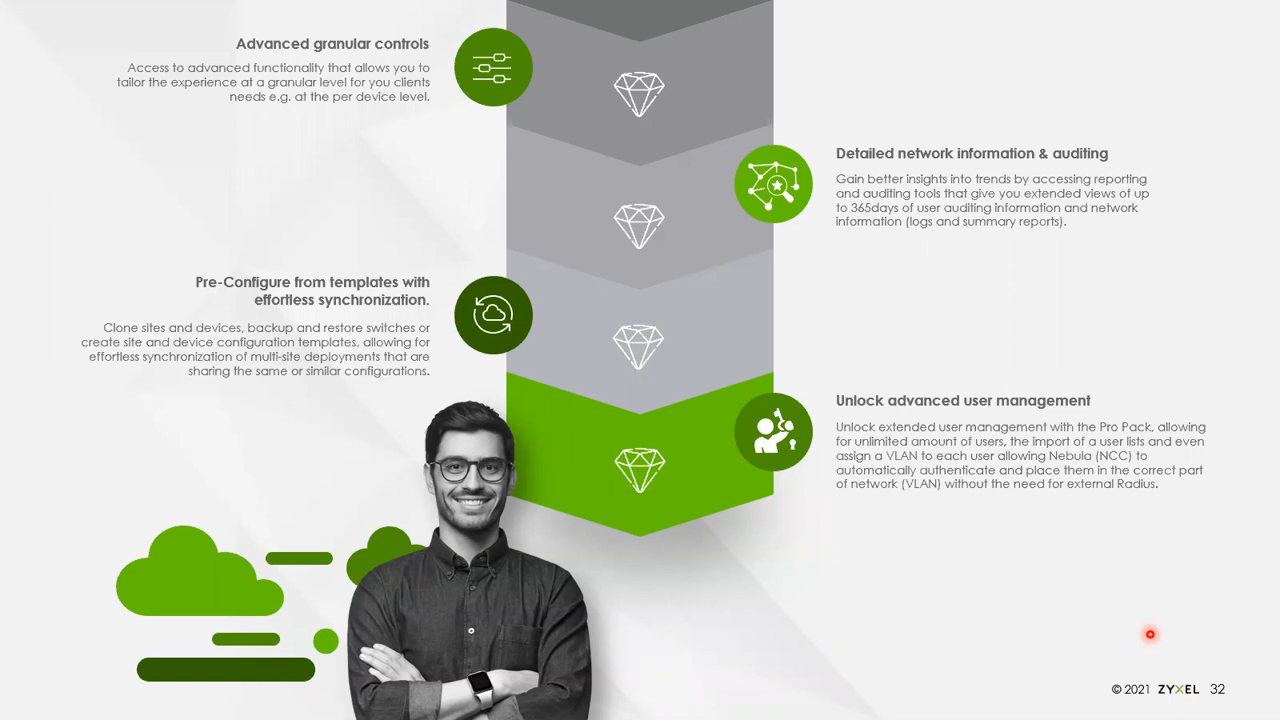 Advanced granular controls
Access to advanced functionality that allows you to
tailor the experience at a granular level for you clients
needs e.g. at the per device level.
Detailed network information & auditing
Gain better insights into trends by accessing reporting
and auditing tools that give you extended views of up
to 365days of user auditing information and network
information (logs and summary reports).
Pre-Configure from templates with
effortless synchronization.
Clone sites and devices, backup and restore switches or
create site and device configuration templates, allowing for
effortless synchronization of multi-site deployments that are
sharing the same or similar configurations.
Unlock advanced user management
Unlock extended user management with the Pro Pack, allowing
for unlimited amount of users, the import of a user lists and even
assign a VLAN to each user allowing Nebula (NCC) to
automatically authenticate and place them in the correct part
of network (VLAN) without the need for external Radius.
© 2021 ZYXEL 32